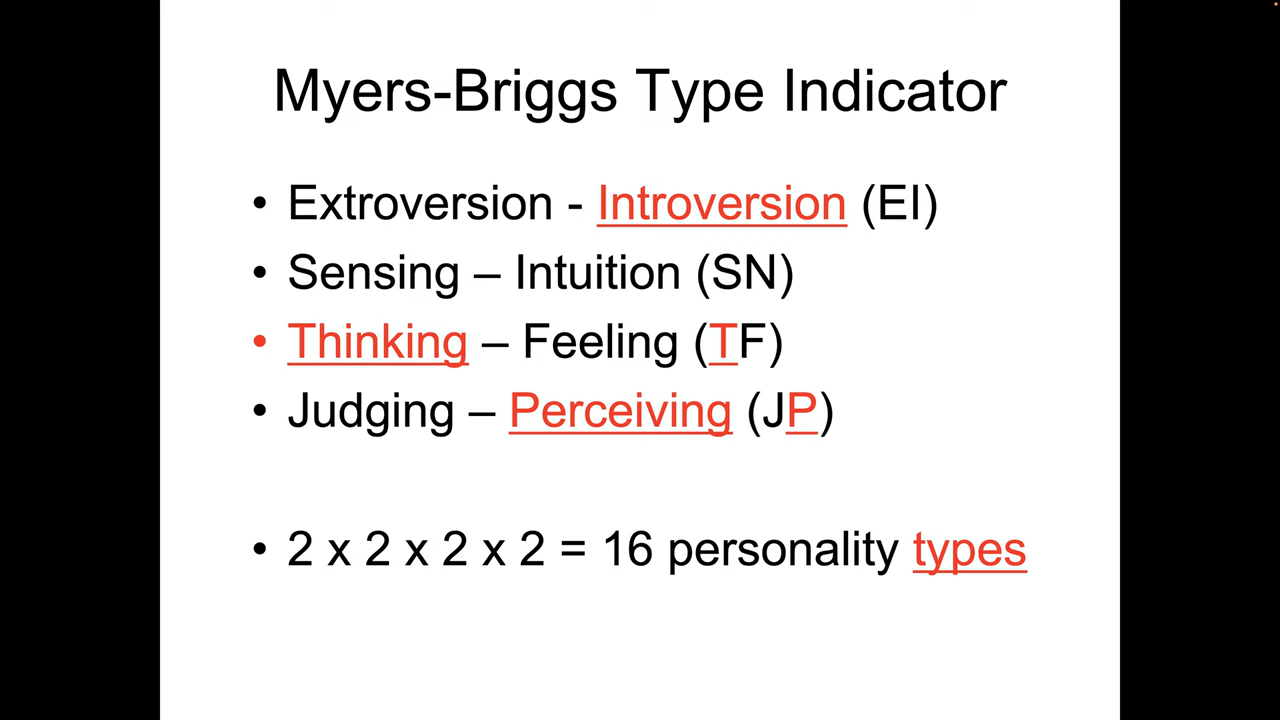 Myers-Briggs Type Indicator
• Extroversion - Introversion (EI)
• Sensing – Intuition (SN)
• Thinking – Feeling (TF)
• Judging – Perceiving (JP)
• 2 x 2 x 2 x 2 = 16 personality types